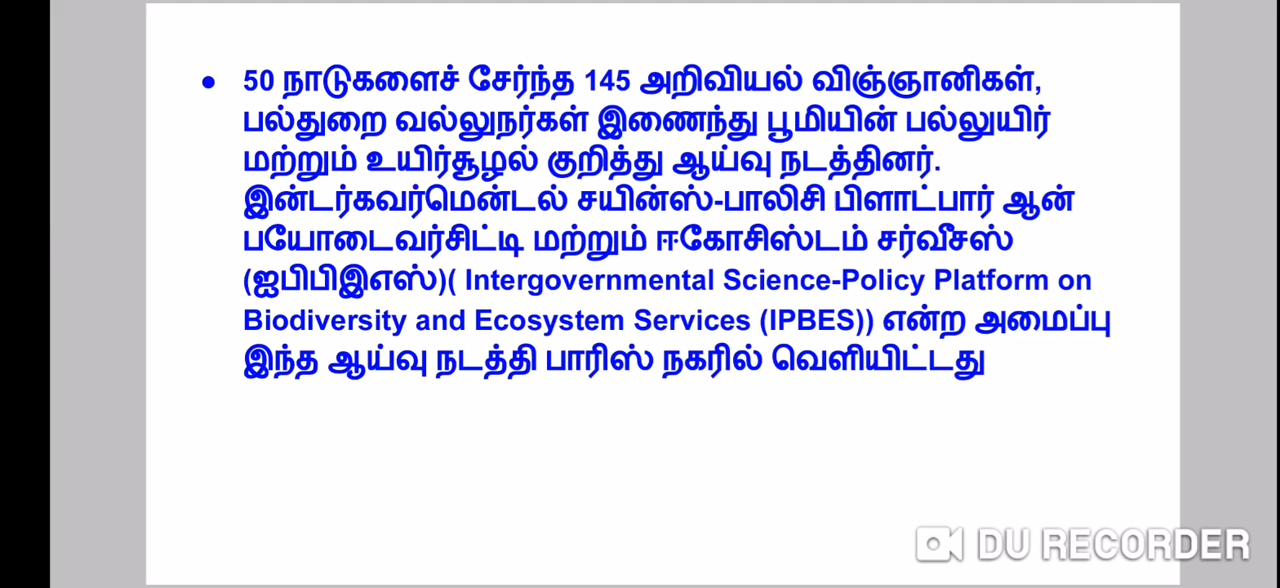 ● 50 நாடுகளைச் சேர்ந்த 145 அறிவியல் விஞ்ஞானிகள்,
பல்துறை வல்லுநர்கள் இணைந்து பூமியின் பல்லுயிர்
மற்றும் உயிர்சூழல் குறித்து ஆய்வு நடத்தினர்.
இன்டர்கவர்மென்டல் சயின்ஸ்-பாலிசி பிளாட்பார் ஆன்
பயோடைவர்சிட்டி மற்றும் ஈகோசிஸ்டம் சர்வீசஸ்
(ஐபிபிஇஎஸ்)( Intergovernmental Science-Policy Platform on
Biodiversity and Ecosystem Services (IPBES)) என்ற அமைப்பு
இந்த ஆய்வு நடத்தி பாரிஸ் நகரில் வெளியிட்டது
DU RECORDER